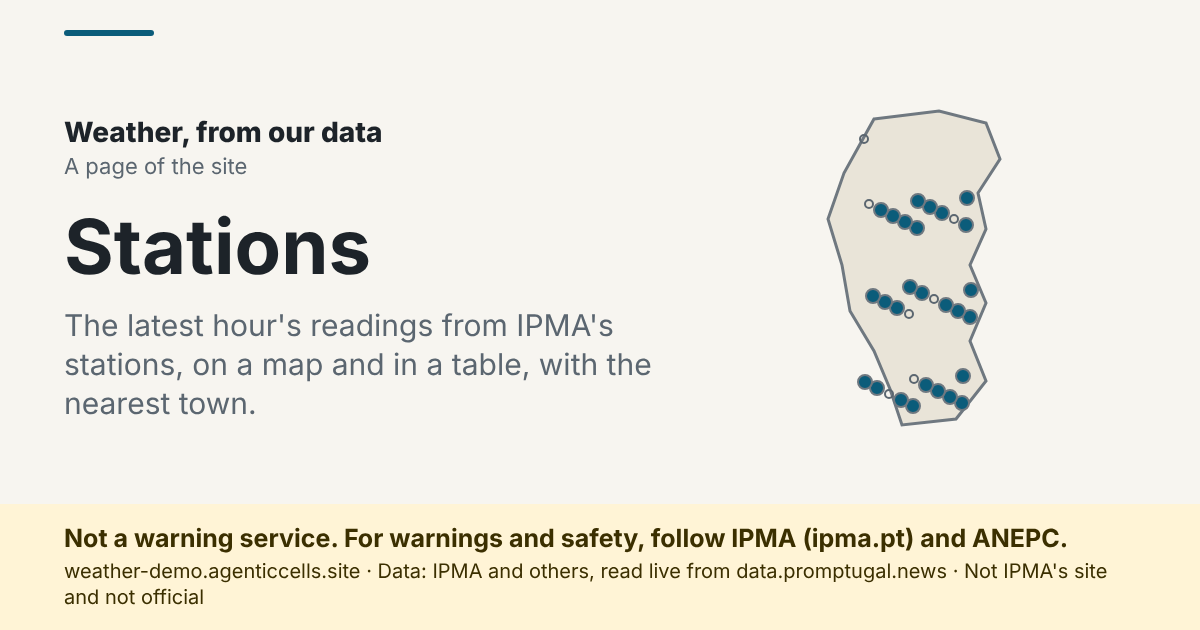 Weather, from our data
A page of the site
Stations
The latest hour's readings from IPMA's
stations, on a map and in a table, with the
nearest town.
Not a warning service. For warnings and safety, follow IPMA (ipma.pt) and ANEPC.
weather-demo.agenticcells.site · Data: IPMA and others, read live from data.promptugal.news · Not IPMA's site
and not official